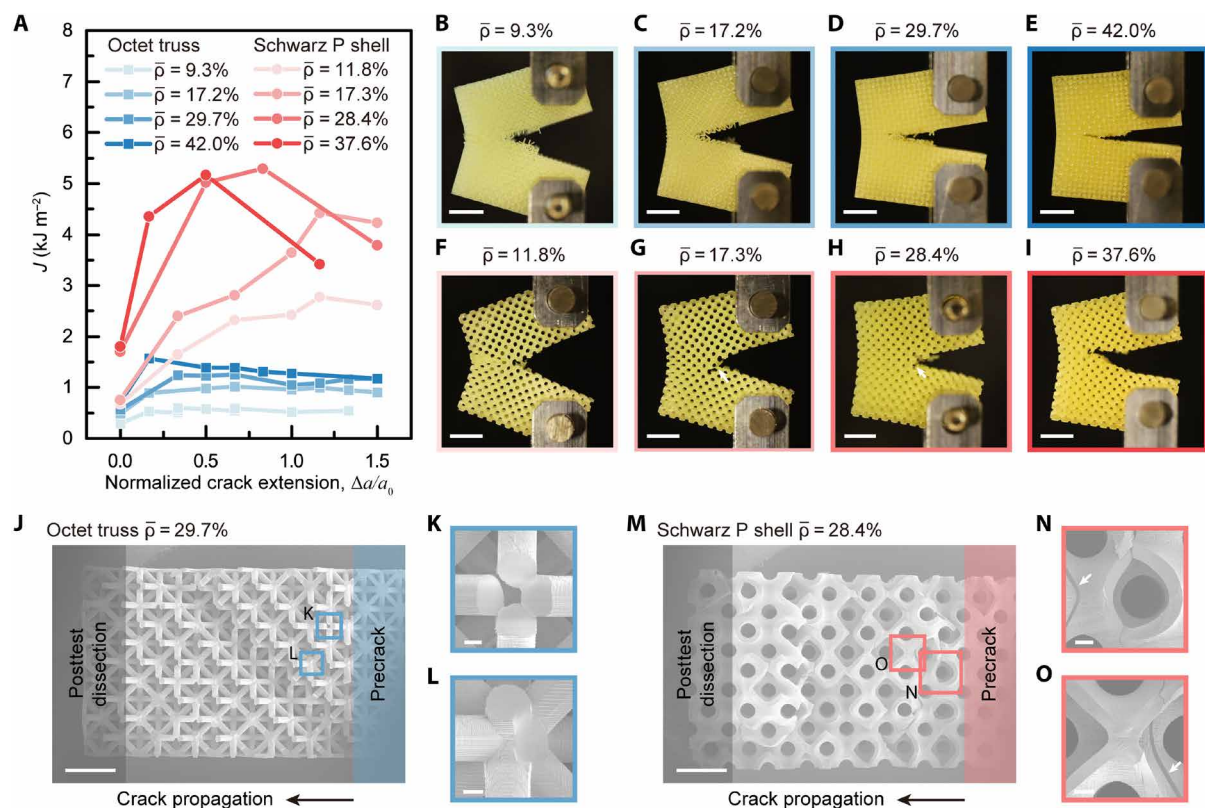 A
J (kJ m⁻²)
8
7
6
5
4
3
2
1
0
Octet truss
ρ̄ = 9.3%
ρ̄ = 17.2%
ρ̄ = 29.7%
ρ̄ = 42.0%
Schwarz P shell
ρ̄ = 11.8%
ρ̄ = 17.3%
ρ̄ = 28.4%
ρ̄ = 37.6%
0.0 0.5 1.0 1.5
Normalized crack extension, Δa/a₀
B ρ̄ = 9.3%
C ρ̄ = 17.2%
D ρ̄ = 29.7%
E ρ̄ = 42.0%
F ρ̄ = 11.8%
G ρ̄ = 17.3%
H ρ̄ = 28.4%
I ρ̄ = 37.6%
J Octet truss ρ̄ = 29.7%
Posttest
dissection
K
L
Precrack
Crack propagation
K
L
M Schwarz P shell ρ̄ = 28.4%
Posttest
dissection
O
N
Precrack
Crack propagation
N
O